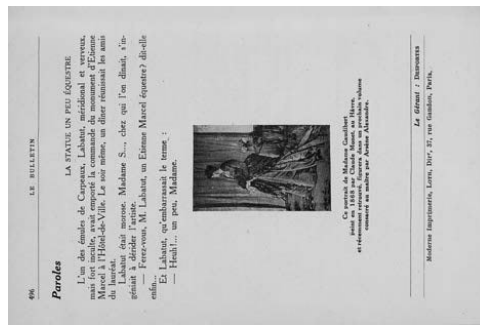 496 LE BULLETIN
Paroles
LA STATUE UN PEU ÉQUESTRE
L'un des émules de Carpeaux, Labatut, méridional et verveux,
mais fort inculte, avait emporté la commande du monument d'Etienne
Marcel à l'Hôtel-de-Ville. Le soir même, un dîner réunissait les amis
du lauréat.
Labatut était morose. Madame S..., chez qui l'on dînait, s'in-
géniait à dérider l'artiste.
— Ferez-vous, M. Labatut, un Etienne Marcel équestre? dit-elle
enfin...
Et Labatut, qu'embarrassait le terme :
— Heuh!... un peu, Madame.
Ce portrait de Madame Gaudibert
peint en 1868 par Claude Monet, au Havre,
et récemment retrouvé, figurera dans un prochain volume
consacré au maître par Arsène Alexandre.
Le Gérant : DESPORTES
Moderne Imprimerie, Loth, Dir^r, 37, rue Gandon, Paris.